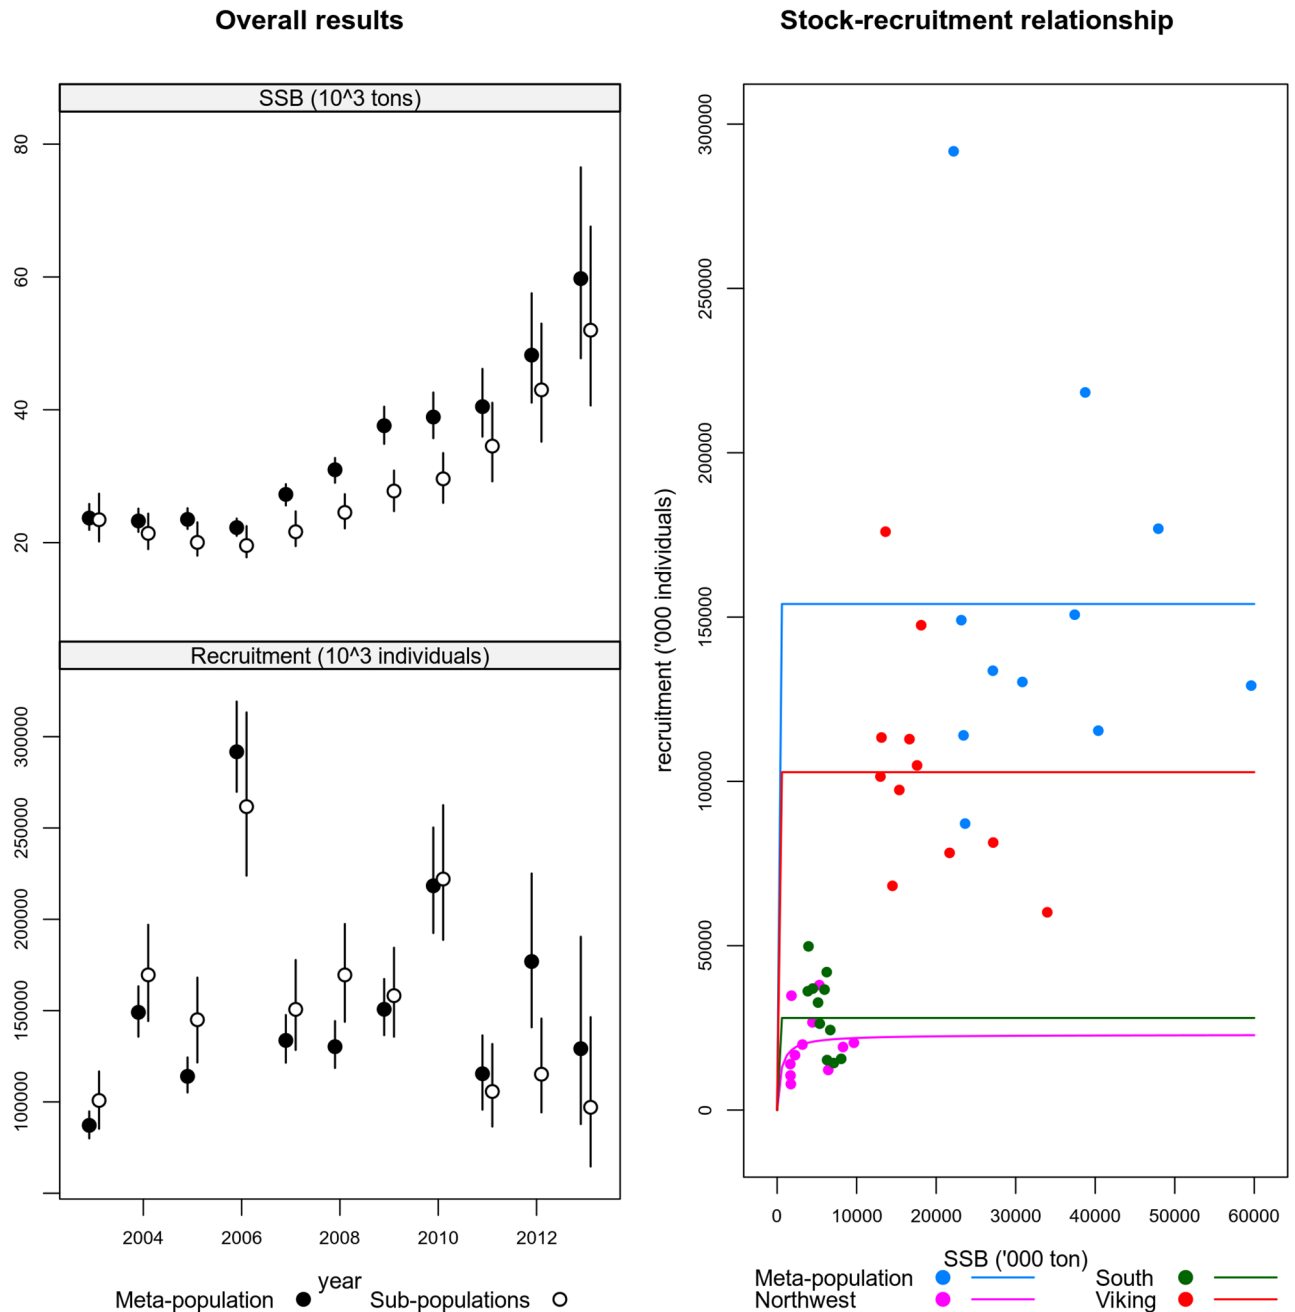 Overall results
SSB (10^3 tons)
80
60
40
20
Recruitment (10^3 individuals)
300000
250000
200000
150000
100000
2004 2006 2008 2010 2012
year
Meta-population Sub-populations
Stock-recruitment relationship
recruitment ('000 individuals)
300000
250000
200000
150000
100000
50000
0
0 10000 20000 30000 40000 50000 60000
SSB ('000 ton)
Meta-population South
Northwest Viking